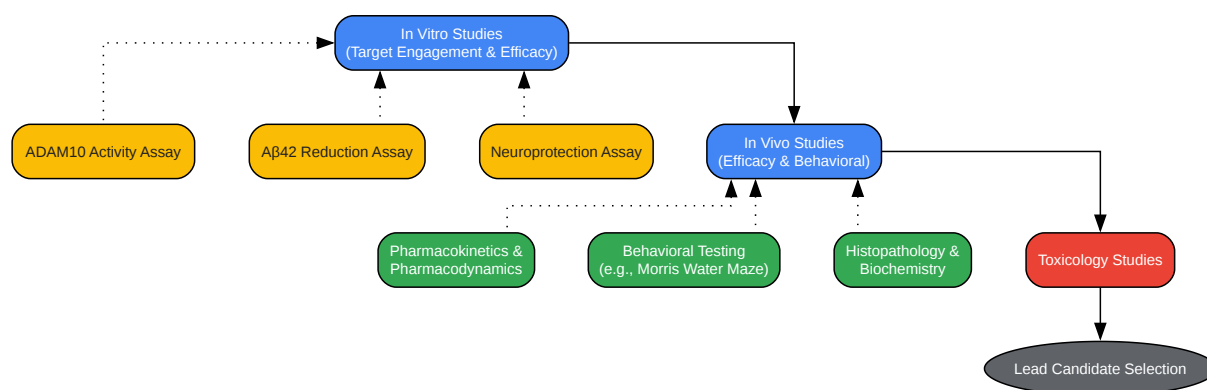 In Vitro Studies
(Target Engagement & Efficacy)
ADAM10 Activity Assay
Aβ42 Reduction Assay
Neuroprotection Assay
In Vivo Studies
(Efficacy & Behavioral)
Pharmacokinetics &
Pharmacodynamics
Behavioral Testing
(e.g., Morris Water Maze)
Histopathology &
Biochemistry
Toxicology Studies
Lead Candidate Selection